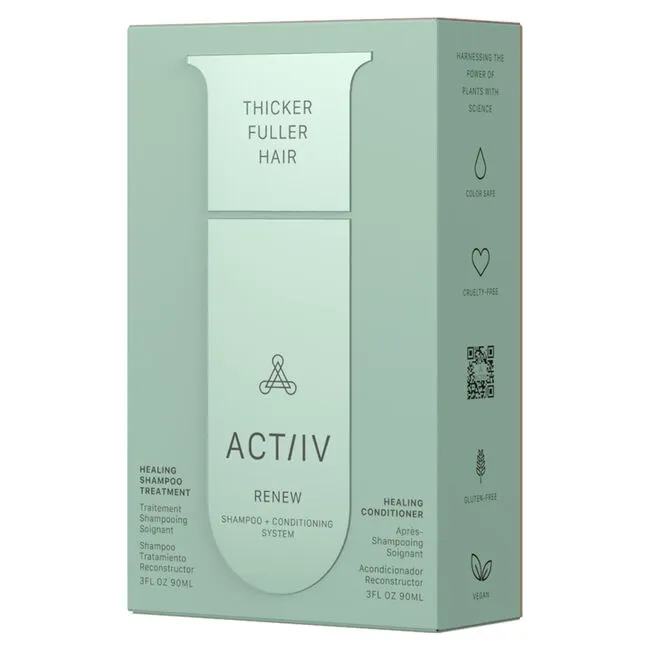 THICKER
FULLER
HAIR
ACT/IV
RENEW
SHAMPOO + CONDITIONING
SYSTEM
HEALING
SHAMPOO
TREATMENT
Traitement
Shampooing
Soignant
Shampoo
Tratamiento
Reconstructor
3FL OZ 90ML
HEALING
CONDITIONER
Après-
Shampooing
Soignant
Acondicionador
Reconstructor
3FL OZ 90ML
HARNESSING THE
POWER OF
PLANTS WITH
SCIENCE
COLOR SAFE
CRUELTY-FREE
GLUTEN-FREE
VEGAN